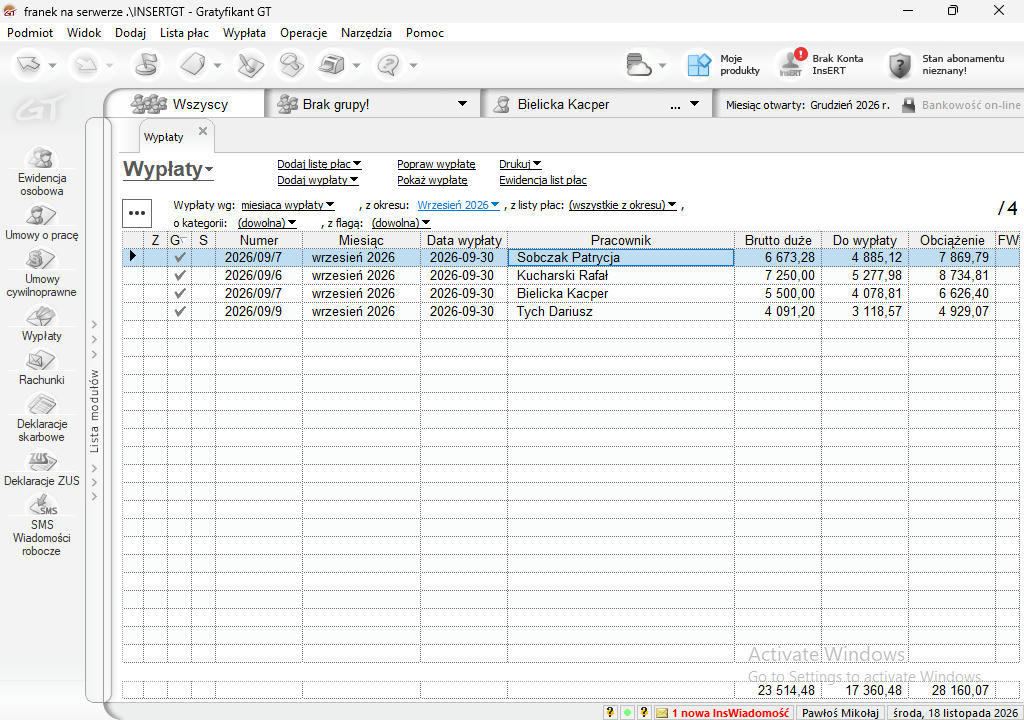 franek na serwerze .\INSERTGT - Gratyfikant GT
Podmiot Widok Dodaj Lista płac Wypłata Operacje Narzędzia Pomoc
Moje produkty
Brak Konta InsERT
Stan abonamentu nieznany!
GT
Wszyscy Brak grupy! Bielicka Kacper ... Miesiąc otwarty: Grudzień 2026 r. Bankowość on-line
Wypłaty
Wypłaty
Dodaj listę płac Popraw wypłatę Drukuj
Dodaj wypłaty Pokaż wypłatę Ewidencja list płac
Wypłaty wg: miesiąca wypłaty , z okresu: Wrzesień 2026 , z listy płac: (wszystkie z okresu) ,
o kategorii: (dowolna) , z flagą: (dowolna)
/ 4
Z G S Numer Miesiąc Data wypłaty Pracownik Brutto duże Do wypłaty Obciążenie FW
2026/09/7 wrzesień 2026 2026-09-30 Sobczak Patrycja 6 673,28 4 885,12 7 869,79
2026/09/6 wrzesień 2026 2026-09-30 Kucharski Rafał 7 250,00 5 277,98 8 734,81
2026/09/7 wrzesień 2026 2026-09-30 Bielicka Kacper 5 500,00 4 078,81 6 626,40
2026/09/9 wrzesień 2026 2026-09-30 Tych Dariusz 4 091,20 3 118,57 4 929,07
23 514,48 17 360,48 28 160,07
Ewidencja
osobowa
Umowy o pracę
Umowy
cywilnoprawne
Wypłaty
Rachunki
Deklaracje
skarbowe
ZUS
Deklaracje ZUS
SMS
SMS
Wiadomości
robocze
Lista modułów
Activate Windows
Go to Settings to activate Windows.
1 nowa InsWiadomość Pawłoś Mikołaj środa, 18 listopada 2026